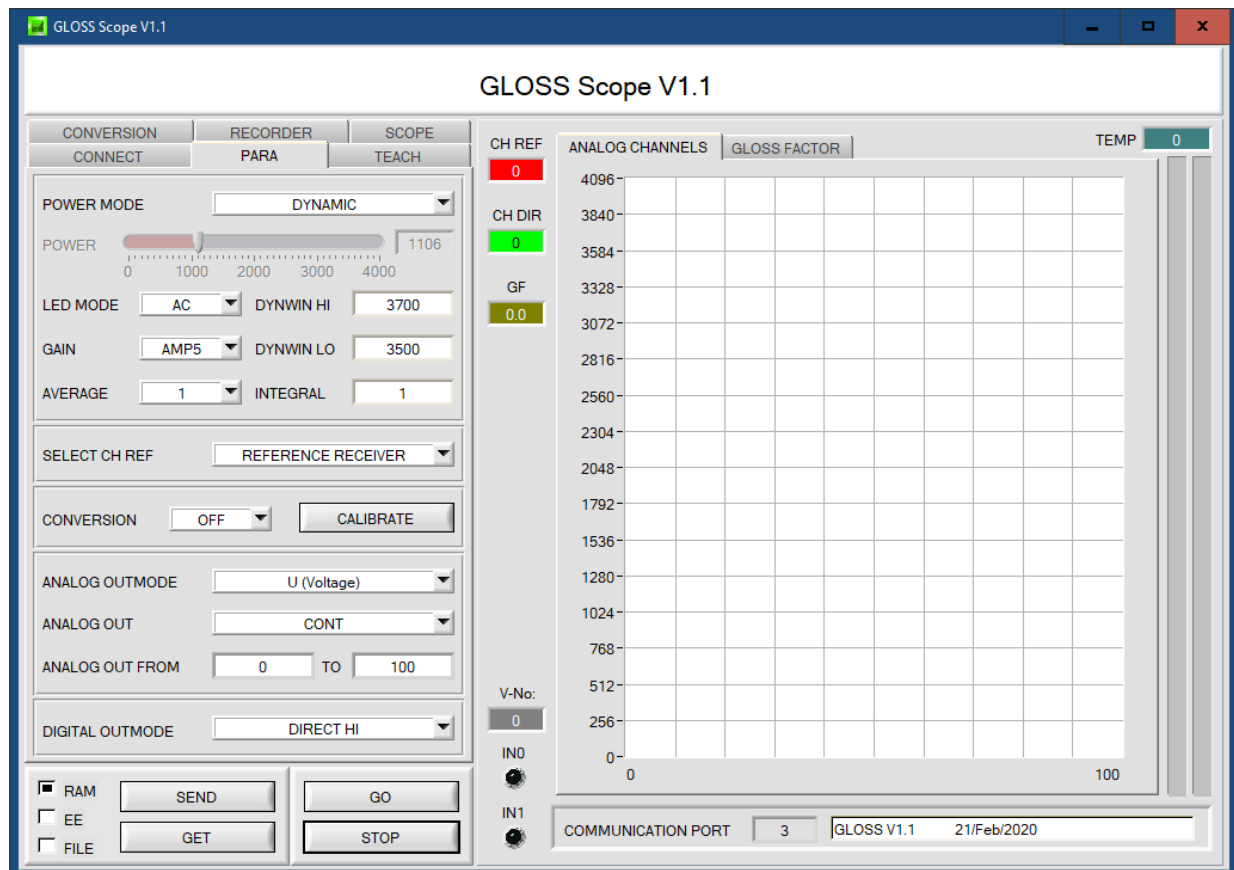 GLOSS Scope V1.1
GLOSS Scope V1.1
CONVERSION RECORDER SCOPE
CONNECT PARA TEACH
POWER MODE DYNAMIC
POWER 1106
0 1000 2000 3000 4000
LED MODE AC DYNWIN HI 3700
GAIN AMP5 DYNWIN LO 3500
AVERAGE 1 INTEGRAL 1
SELECT CH REF REFERENCE RECEIVER
CONVERSION OFF CALIBRATE
ANALOG OUTMODE U (Voltage)
ANALOG OUT CONT
ANALOG OUT FROM 0 TO 100
DIGITAL OUTMODE DIRECT HI
RAM SEND GO
EE
GET STOP
FILE
CH REF
0
CH DIR
0
GF
0.0
V-No:
0
IN0
IN1
ANALOG CHANNELS GLOSS FACTOR
TEMP 0
4096
3840
3584
3328
3072
2816
2560
2304
2048
1792
1536
1280
1024
768
512
256
0
0 100
COMMUNICATION PORT 3 GLOSS V1.1 21/Feb/2020